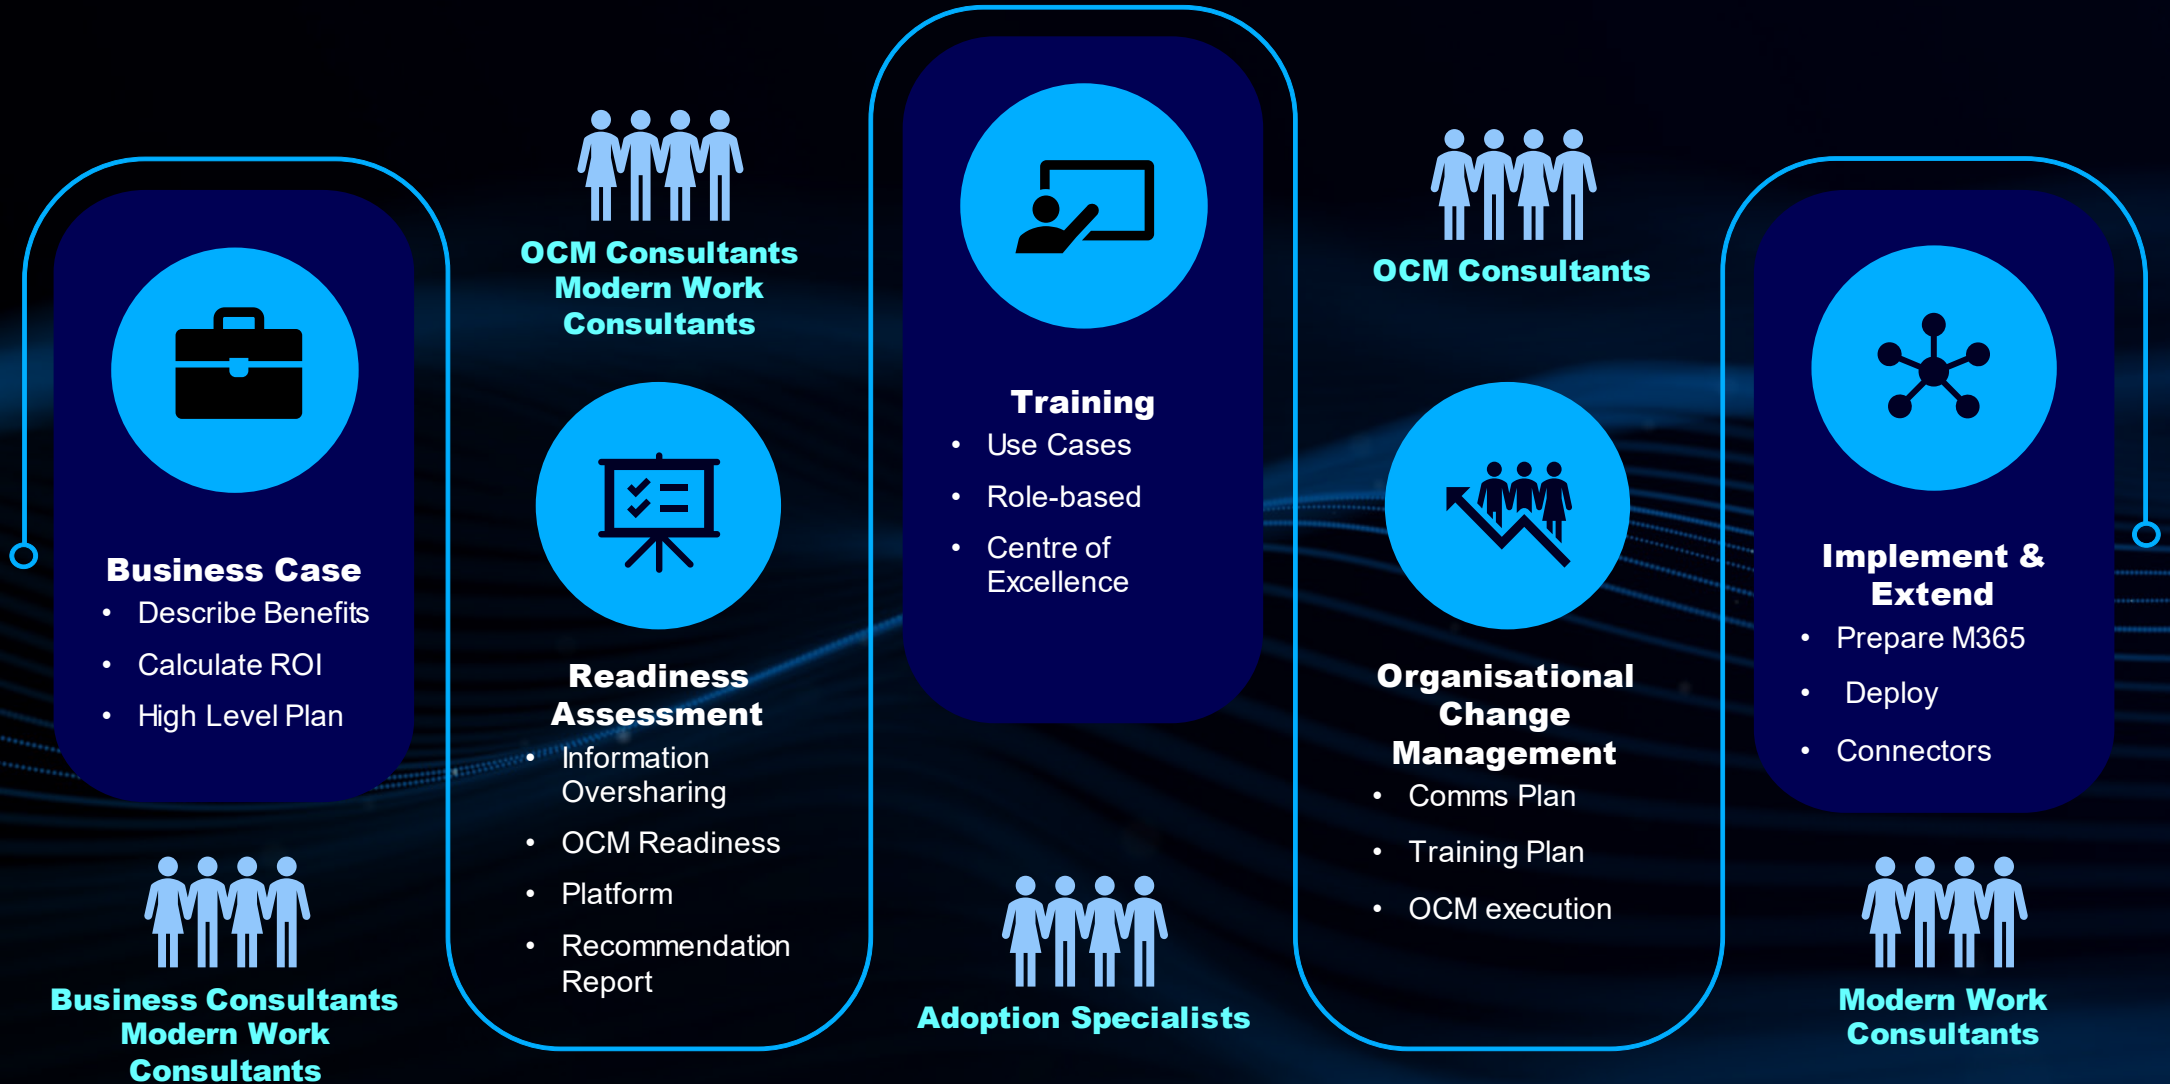 Business Case
• Describe Benefits
• Calculate ROI
• High Level Plan
Business Consultants
Modern Work
Consultants
OCM Consultants
Modern Work
Consultants
Readiness
Assessment
• Information
Oversharing
• OCM Readiness
• Platform
• Recommendation
Report
Training
• Use Cases
• Role-based
• Centre of
Excellence
Adoption Specialists
OCM Consultants
Organisational
Change
Management
• Comms Plan
• Training Plan
• OCM execution
Implement &
Extend
• Prepare M365
• Deploy
• Connectors
Modern Work
Consultants